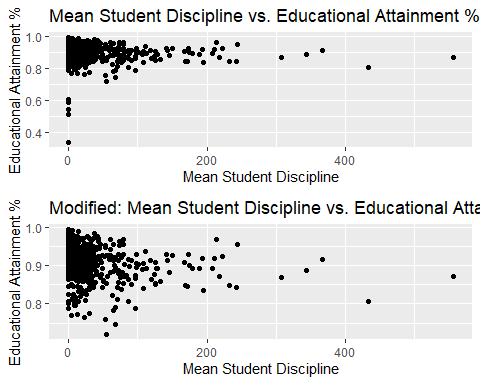 Mean Student Discipline vs. Educational Attainment %
Educational Attainment %
1.0
0.8
0.6
0.4
0
200
400
Mean Student Discipline
Modified: Mean Student Discipline vs. Educational Atta
Educational Attainment %
1.0
0.9
0.8
0
200
400
Mean Student Discipline